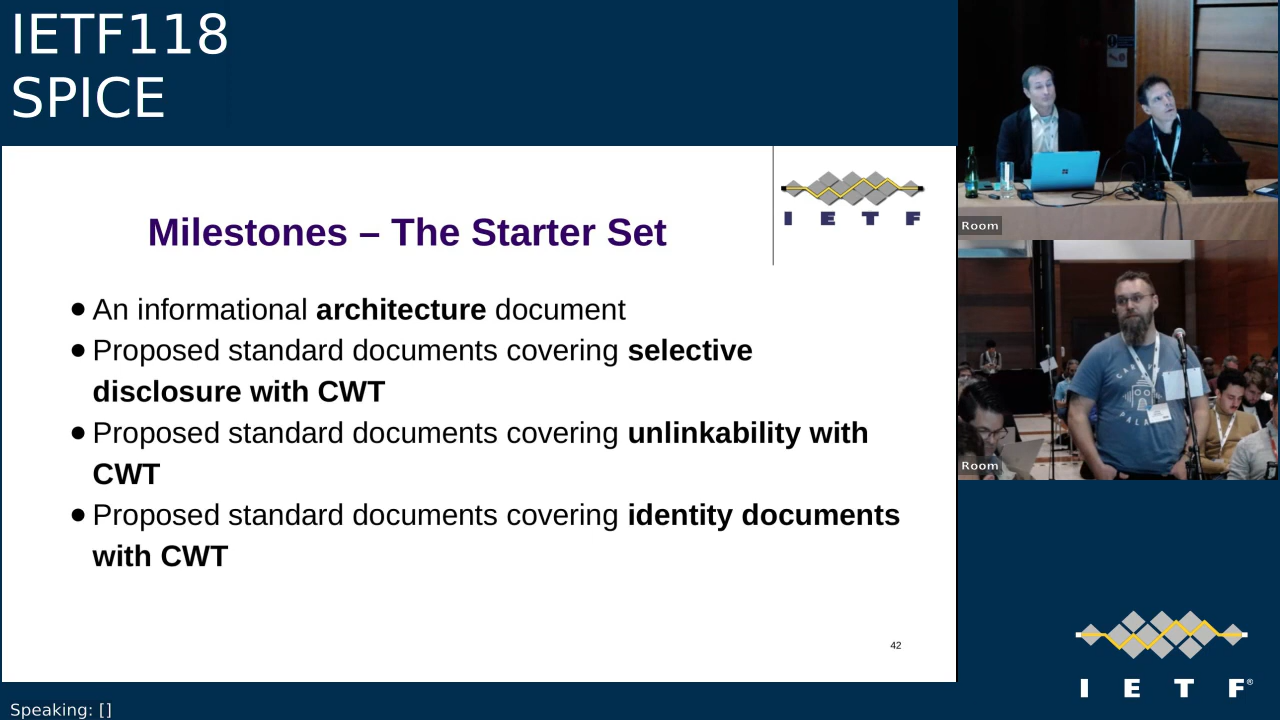 IETF118
SPICE
I E T F
Milestones – The Starter Set
● An informational architecture document
● Proposed standard documents covering selective
disclosure with CWT
● Proposed standard documents covering unlinkability with
CWT
● Proposed standard documents covering identity documents
with CWT
42
Room
Room
I E T F®
Speaking: []